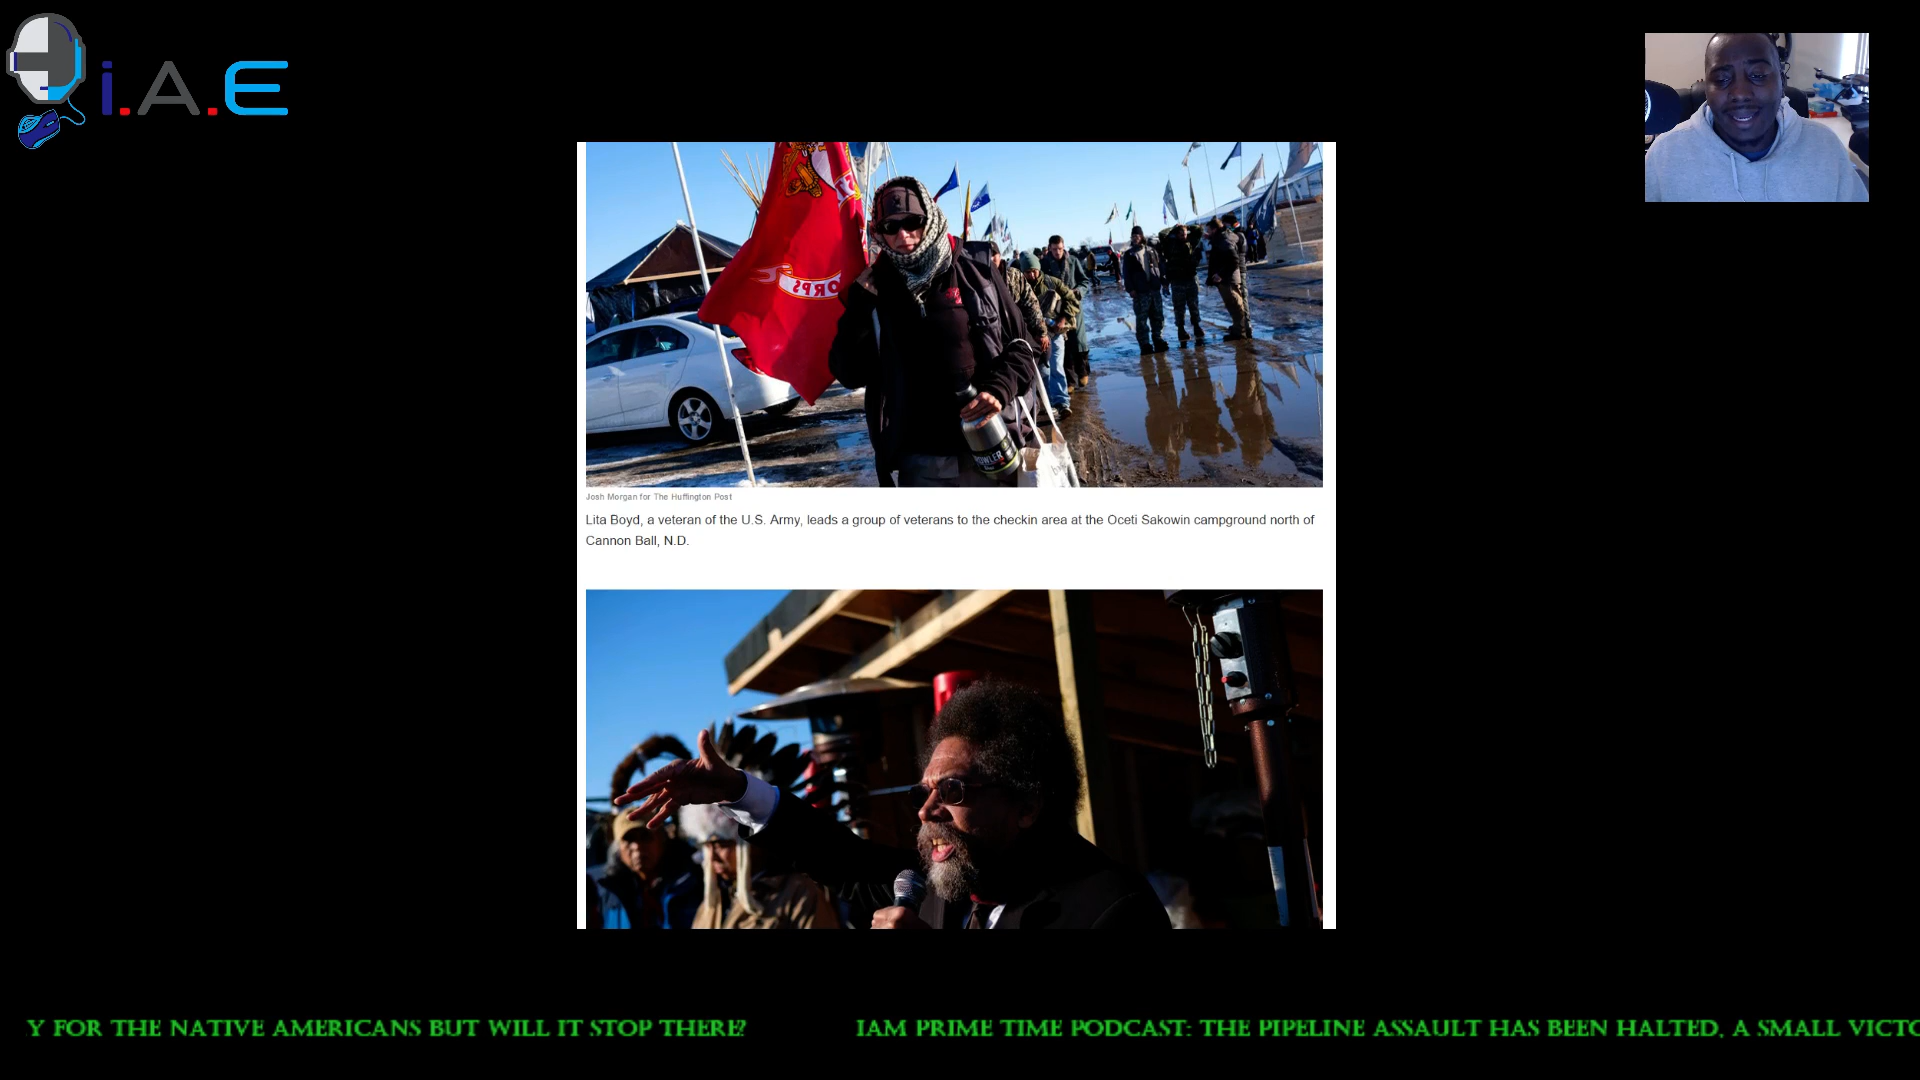 i.A.E
ORPS
Josh Morgan for The Huffington Post
Lita Boyd, a veteran of the U.S. Army, leads a group of veterans to the checkin area at the Oceti Sakowin campground north of
Cannon Ball, N.D.
Y FOR THE NATIVE AMERICANS BUT WILL IT STOP THERE? IAM PRIME TIME PODCAST: THE PIPELINE ASSAULT HAS BEEN HALTED, A SMALL VICTO